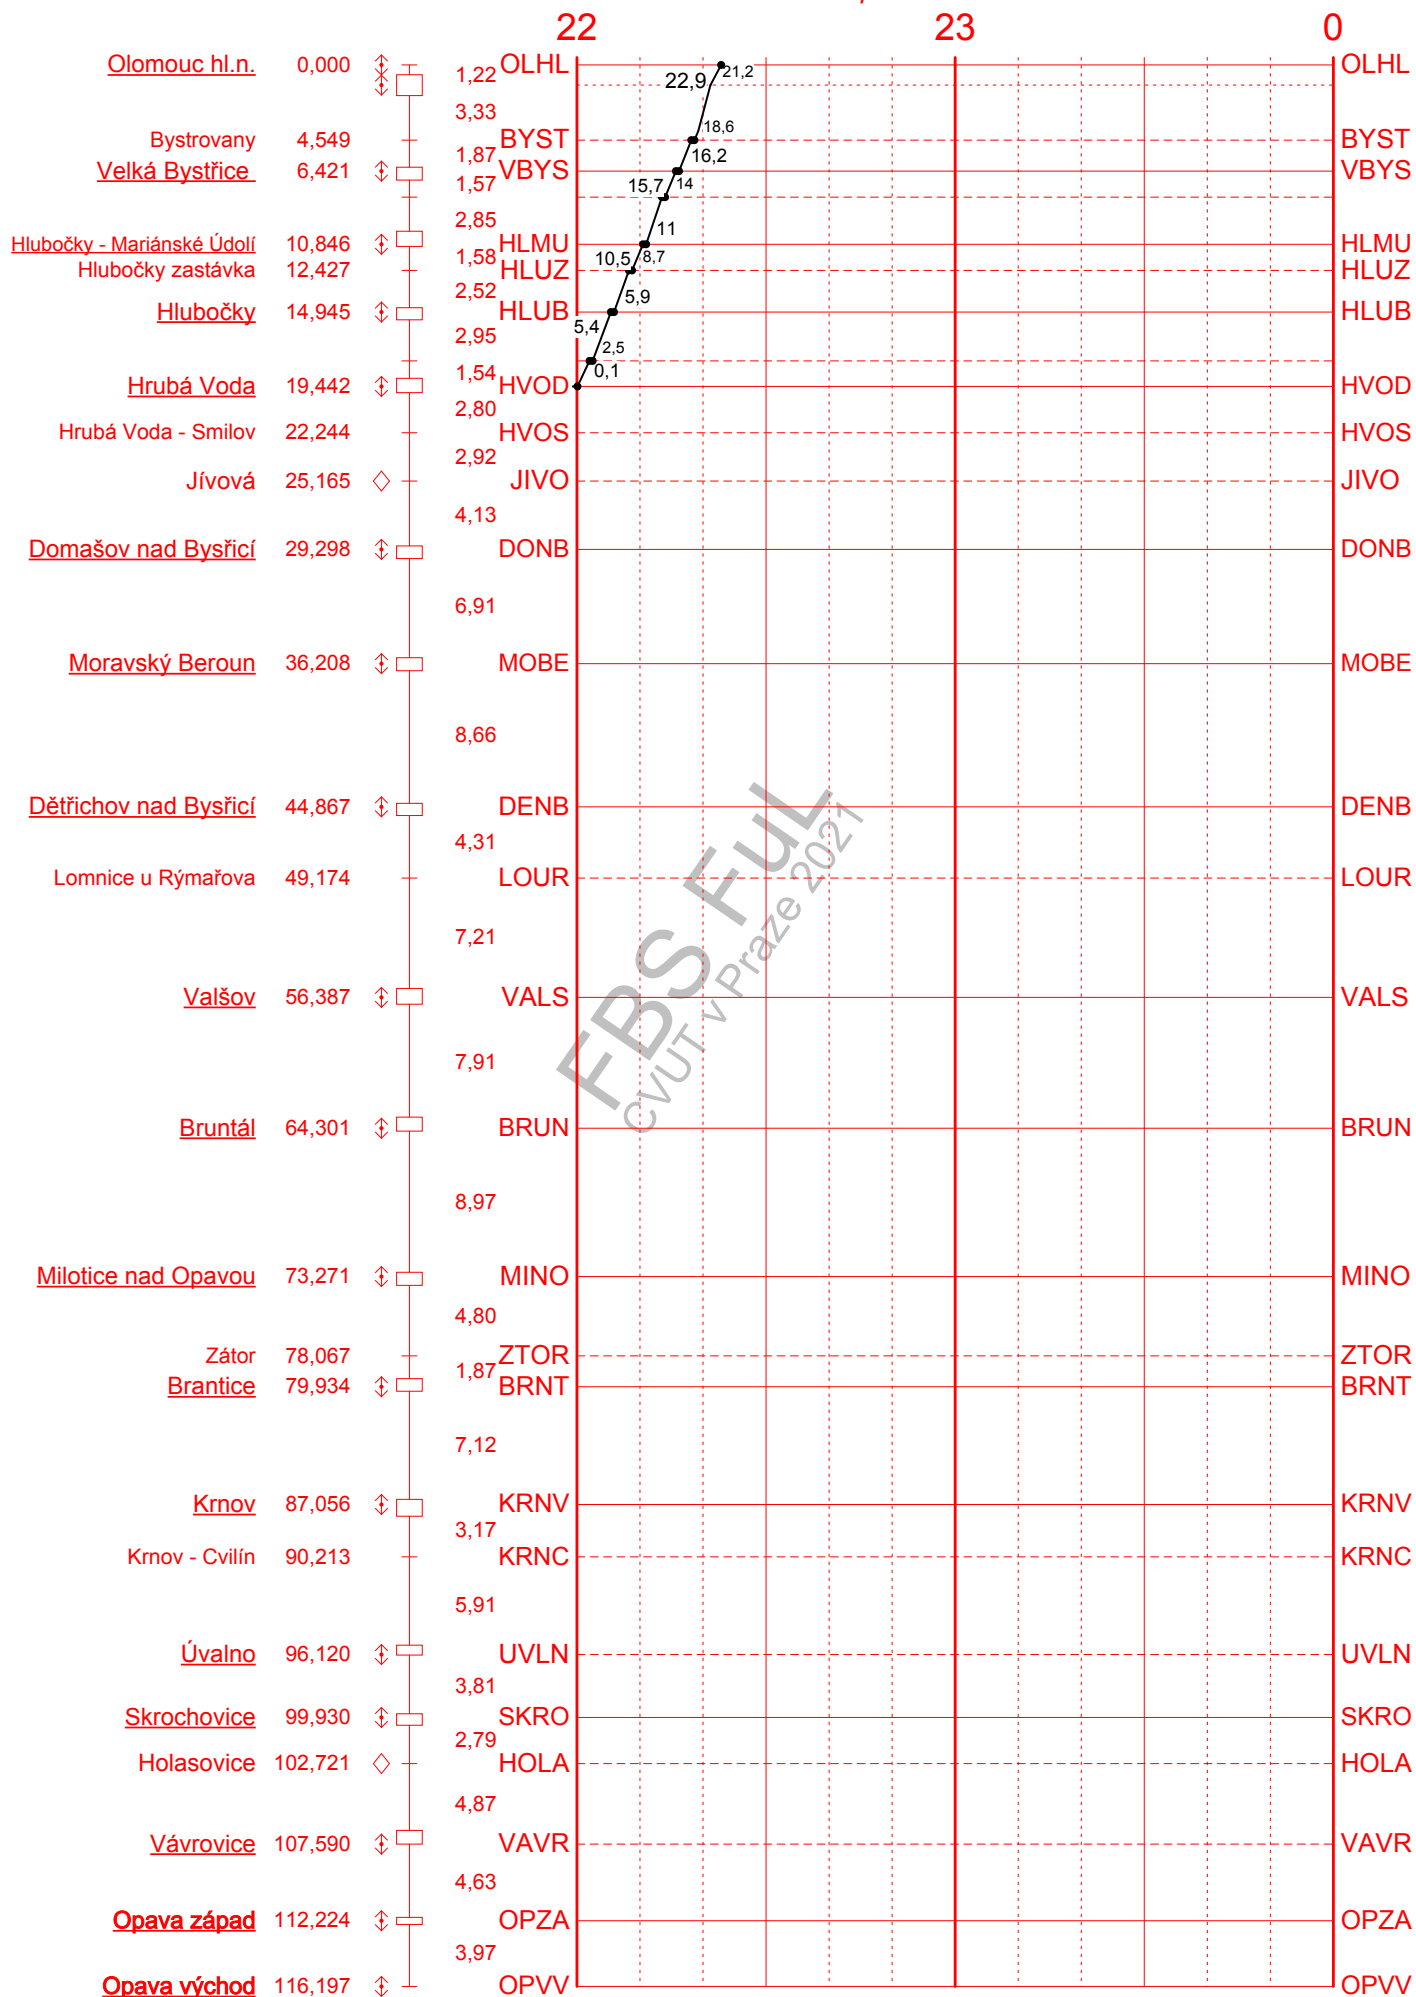 22 23 0
Olomouc hl.n. 0,000 OLHL 21,2 OLHL
1,22 22,9
3,33
18,6
Bystrovany 4,549 BYST BYST
1,87 16,2
Velká Bystřice 6,421 VBYS VBYS
1,57 15,7 14
2,85 11
Hlubočky - Mariánské Údolí 10,846 HLMU HLMU
1,58 10,5 8,7
Hlubočky zastávka 12,427 HLUZ HLUZ
2,52 5,9
Hlubočky 14,945 HLUB HLUB
2,95 5,4 2,5
1,54 0,1
Hrubá Voda 19,442 HVOD HVOD
2,80
Hrubá Voda - Smilov 22,244 HVOS HVOS
2,92
Jívová 25,165 JIVO JIVO
4,13
Domašov nad Bysřicí 29,298 DONB DONB
6,91
Moravský Beroun 36,208 MOBE MOBE
8,66
Dětřichov nad Bysřicí 44,867 DENB DENB
4,31
Lomnice u Rýmařova 49,174 LOUR LOUR
7,21
Valšov 56,387 VALS VALS
7,91
Bruntál 64,301 BRUN BRUN
8,97
Milotice nad Opavou 73,271 MINO MINO
4,80
Zátor 78,067 ZTOR ZTOR
1,87
Brantice 79,934 BRNT BRNT
7,12
Krnov 87,056 KRNV KRNV
3,17
Krnov - Cvilín 90,213 KRNC KRNC
5,91
Úvalno 96,120 UVLN UVLN
3,81
Skrochovice 99,930 SKRO SKRO
2,79
Holasovice 102,721 HOLA HOLA
4,87
Vávrovice 107,590 VAVR VAVR
4,63
Opava západ 112,224 OPZA OPZA
3,97
Opava východ 116,197 OPVV OPVV
FBS FuL
CVUT v Praze 2021